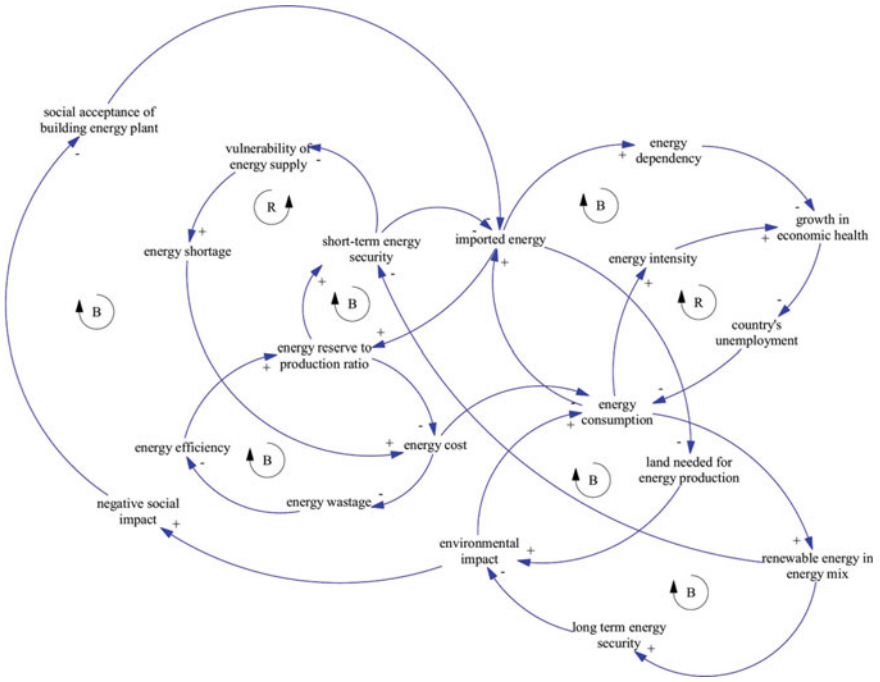 social acceptance of
building energy plant
-
vulnerability of
energy supply
-
R
+
energy shortage
short-term energy
security
-
+
B
-
-
imported energy
+
+
energy
dependency
B
-
growth in
economic health
+
energy intensity
+
R
-
country's
unemployment
B
energy reserve to
production ratio
+
+
-
energy
consumption
-
-
+
energy efficiency
-
B
+
-
energy cost
-
energy wastage
-
land needed for
energy production
B
negative social
impact
+
environmental
impact
+
-
+
renewable energy in
energy mix
B
long term energy
security
+